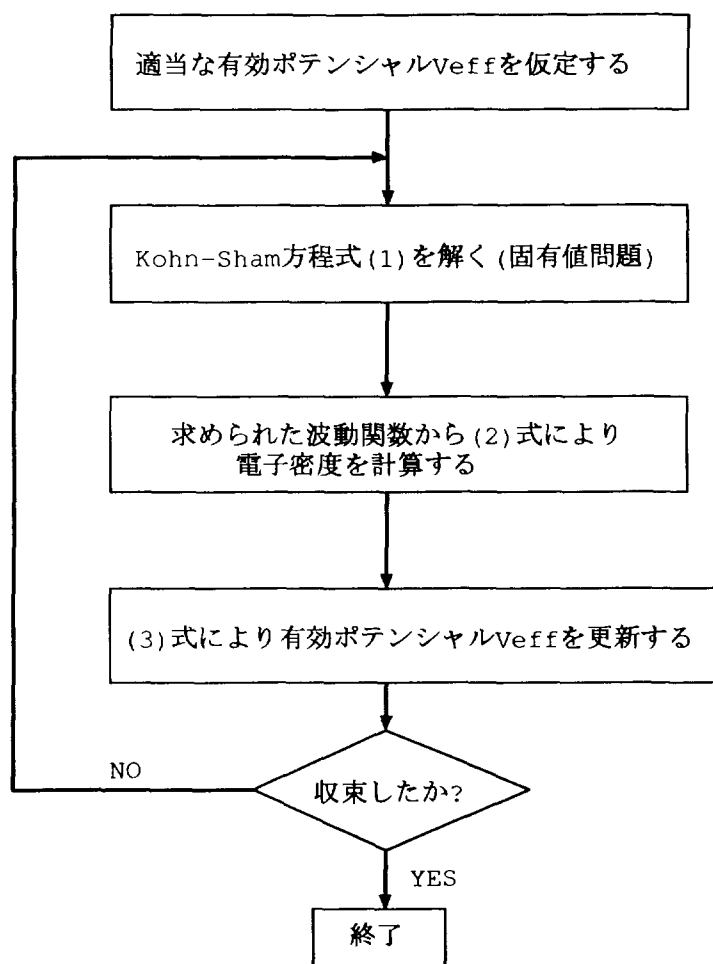 適当な有効ポテンシャルVeffを仮定する
Kohn-Sham方程式(1)を解く(固有値問題)
求められた波動関数から(2)式により
電子密度を計算する
(3)式により有効ポテンシャルVeffを更新する
収束したか?
NO
YES
終了